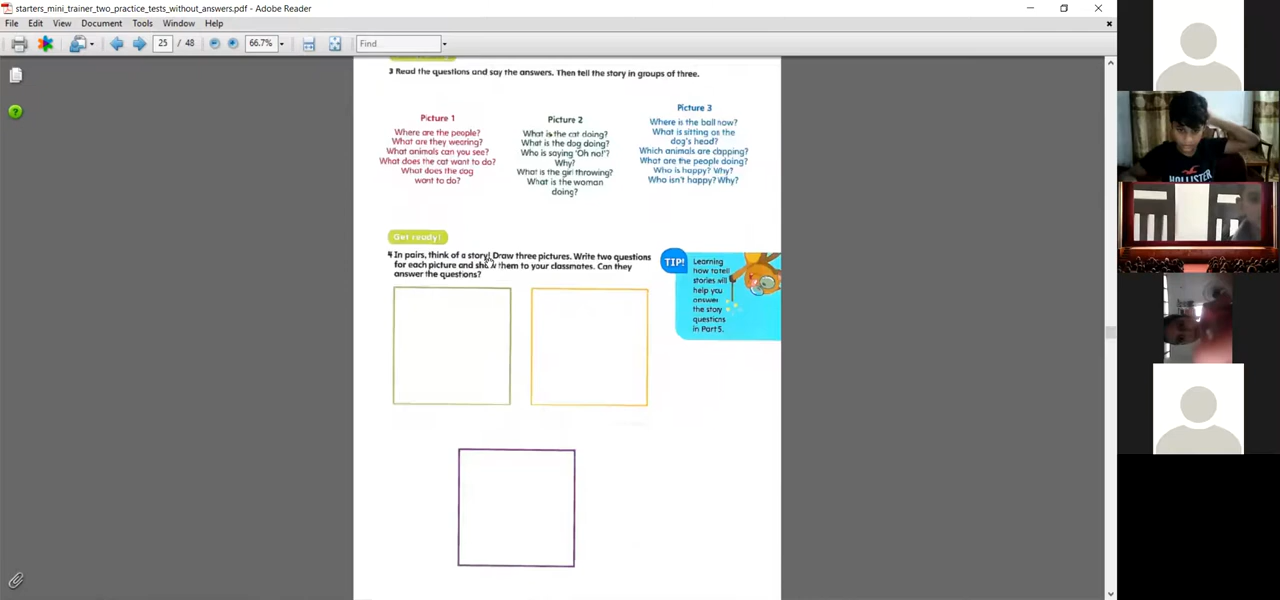 starters_mini_trainer_two_practice_tests_without_answers.pdf - Adobe Reader
File Edit View Document Tools Window Help
25 / 48 66.7% Find
3 Read the questions and say the answers. Then tell the story in groups of three.
Picture 1
Where are the people?
What are they wearing?
What animals can you see?
What does the cat want to do?
What does the dog
want to do?
Picture 2
What is the cat doing?
What is the dog doing?
Who is saying 'Oh no!'?
Why?
What is the girl throwing?
What is the woman
doing?
Picture 3
Where is the ball now?
What is sitting on the
dog's head?
Which animals are clapping?
What are the people doing?
Who is happy? Why?
Who isn't happy? Why?
Get ready!
4 In pairs, think of a story! Draw three pictures. Write two questions
for each picture and show them to your classmates. Can they
answer the questions?
TIP!
Learning
how to tell
stories will
help you
answer
the story
questions
in Part 5.
HOLLISTER